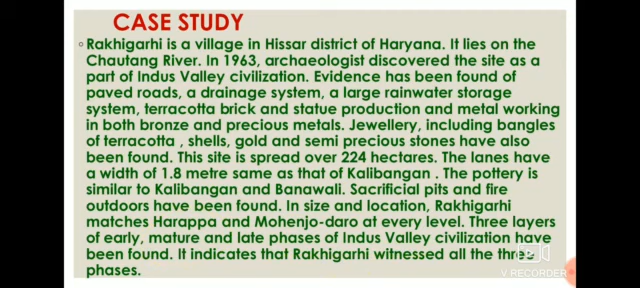 CASE STUDY
Rakhigarhi is a village in Hissar district of Haryana. It lies on the
Chautang River. In 1963, archaeologist discovered the site as a
part of Indus Valley civilization. Evidence has been found of
paved roads, a drainage system, a large rainwater storage
system, terracotta brick and statue production and metal working
in both bronze and precious metals. Jewellery, including bangles
of terracotta , shells, gold and semi precious stones have also
been found. This site is spread over 224 hectares. The lanes have
a width of 1.8 metre same as that of Kalibangan . The pottery is
similar to Kalibangan and Banawali. Sacrificial pits and fire
outdoors have been found. In size and location, Rakhigarhi
matches Harappa and Mohenjo-daro at every level. Three layers
of early, mature and late phases of Indus Valley civilization have
been found. It indicates that Rakhigarhi witnessed all the three
phases.
V RECORDER